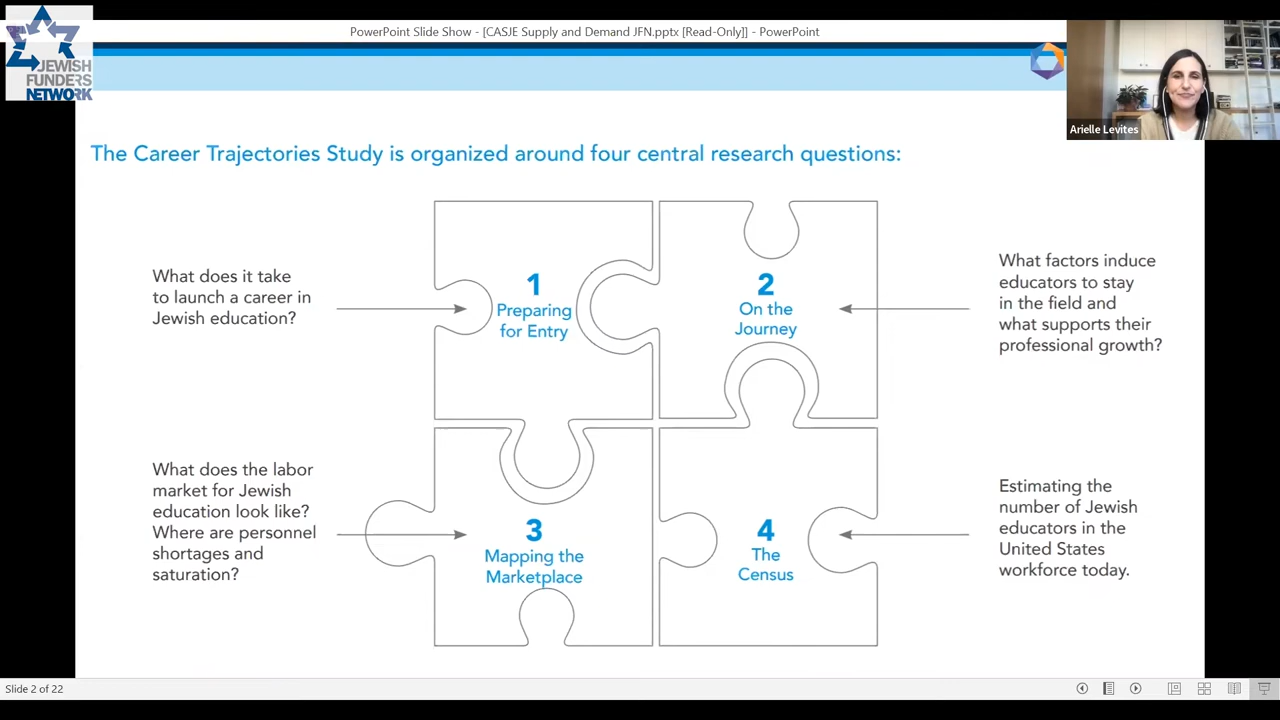 PowerPoint Slide Show - [CASJE Supply and Demand JFN.pptx [Read-Only]] - PowerPoint
JEWISH
FUNDERS
NETWORK
Arielle Levites
The Career Trajectories Study is organized around four central research questions:
What does it take
to launch a career in
Jewish education?
1
Preparing
for Entry
2
On the
Journey
What factors induce
educators to stay
in the field and
what supports their
professional growth?
What does the labor
market for Jewish
education look like?
Where are personnel
shortages and
saturation?
3
Mapping the
Marketplace
4
The
Census
Estimating the
number of Jewish
educators in the
United States
workforce today.
Slide 2 of 22